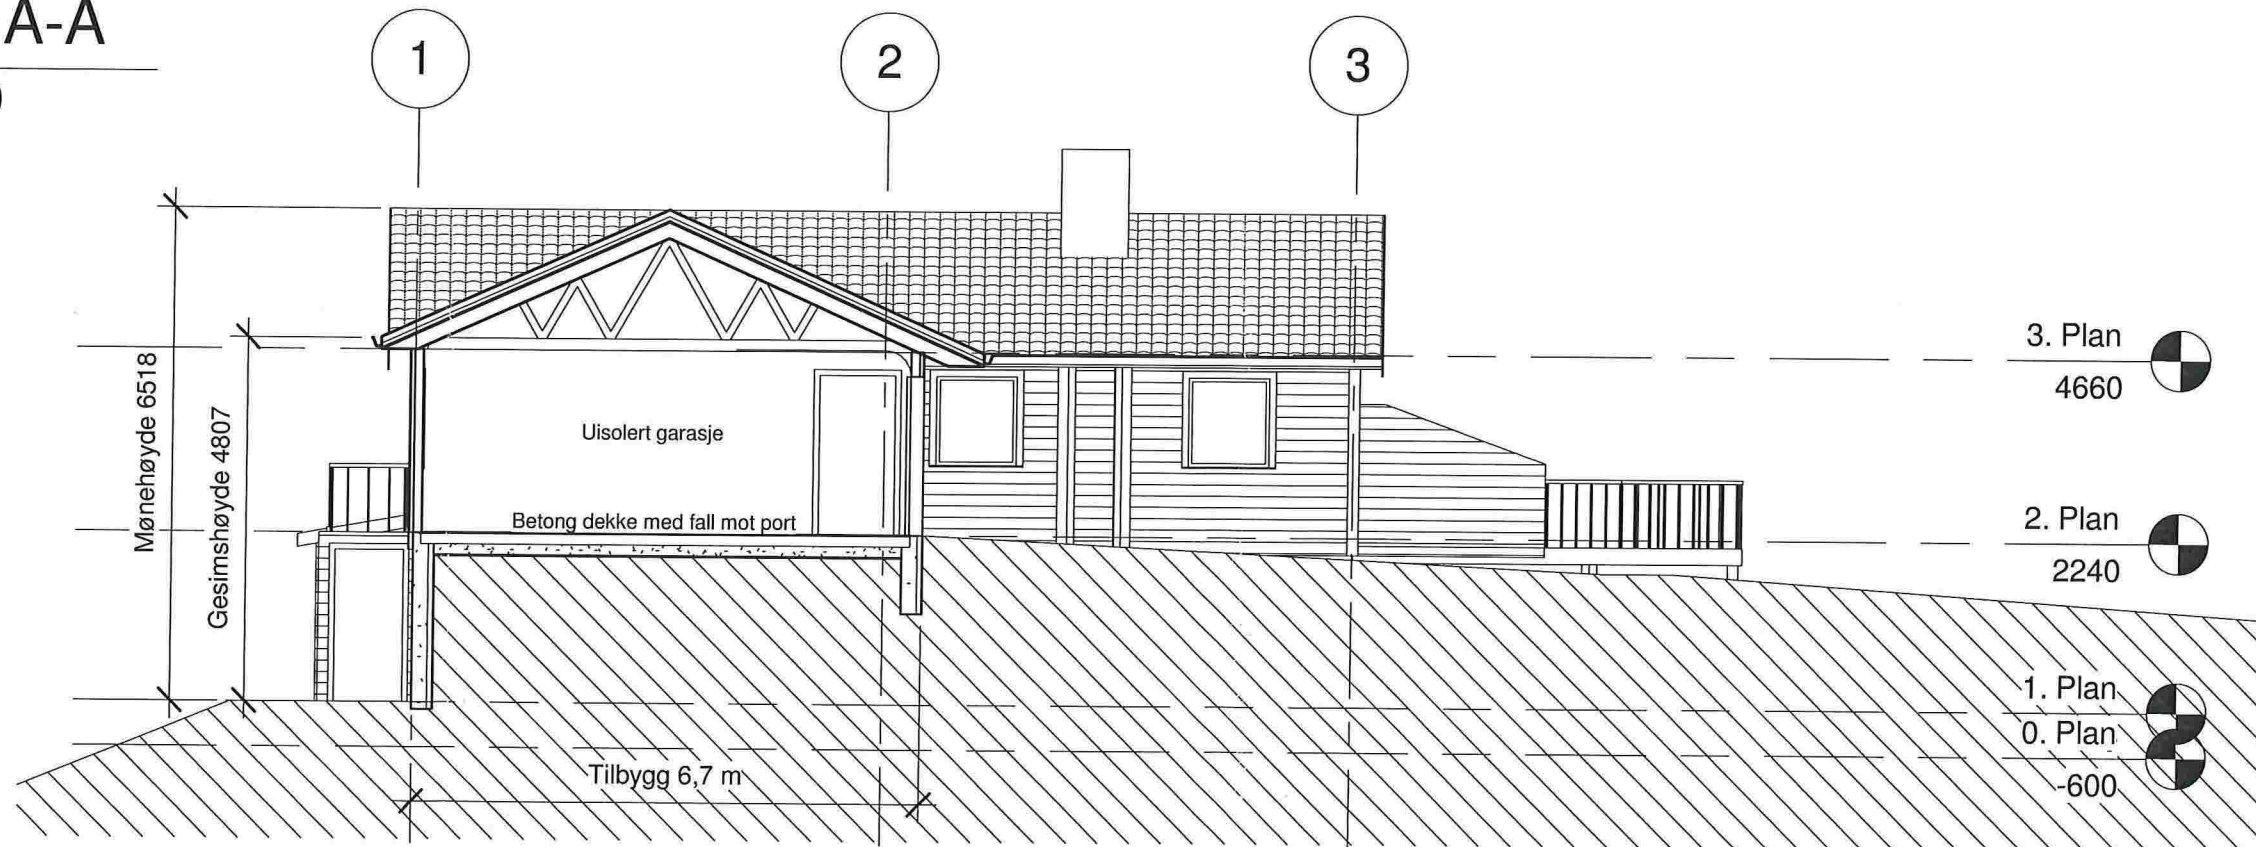 A-A
1
2
3
Mønehøyde 6518
Gesimshøyde 4807
Uisolert garasje
Betong dekke med fall mot port
3. Plan
4660
2. Plan
2240
1. Plan
0. Plan
-600
Tilbygg 6,7 m